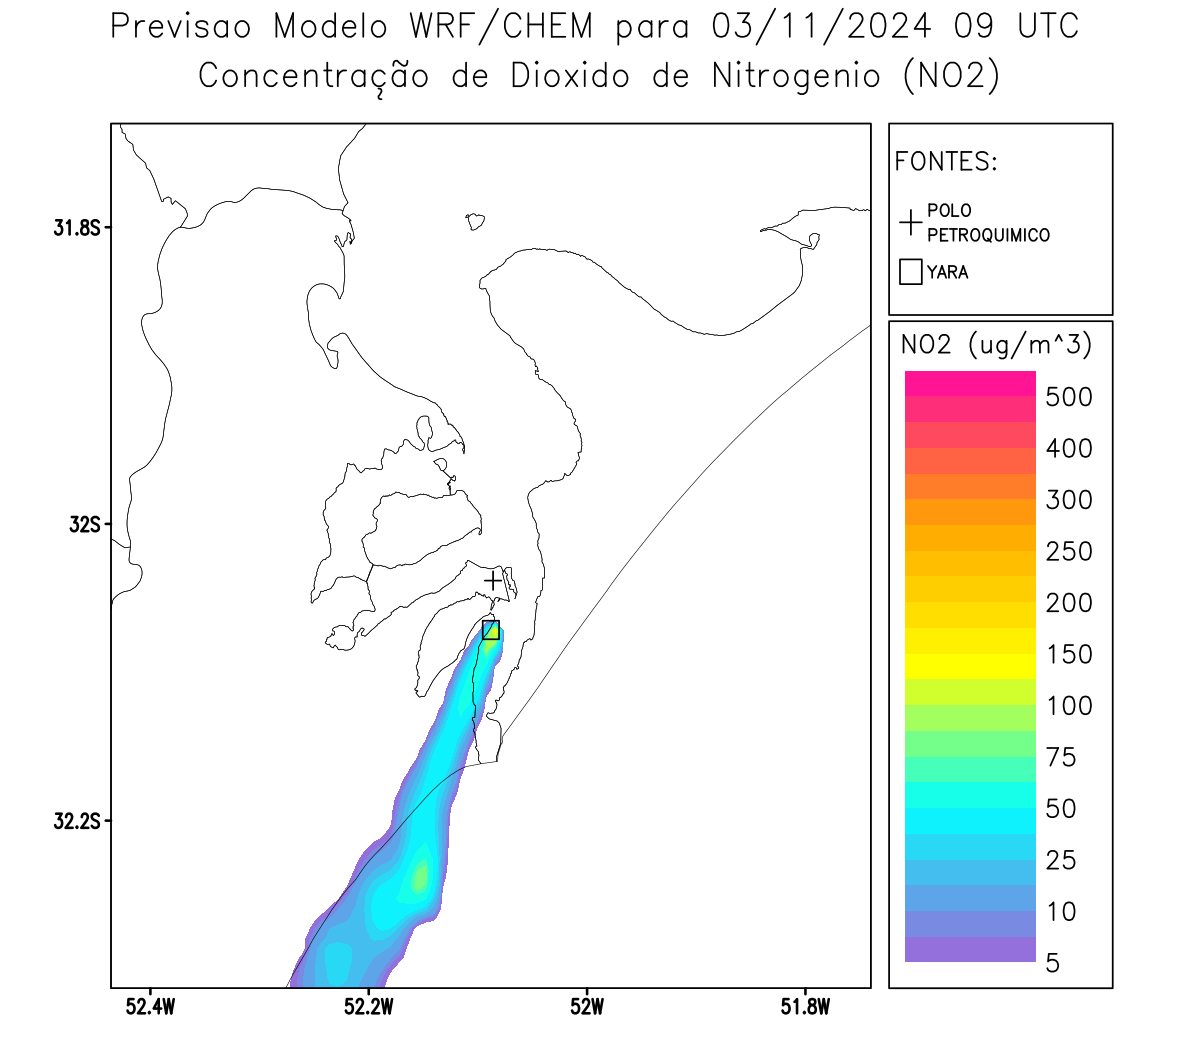 Previsao Modelo WRF/CHEM para 03/11/2024 09 UTC
Concentração de Dioxido de Nitrogenio (NO2)
FONTES:
POLO
PETROQUIMICO
YARA
NO2 (ug/m^3)
500
400
300
250
200
150
100
75
50
25
10
5
31.8S
32S
32.2S
52.4W
52.2W
52W
51.8W